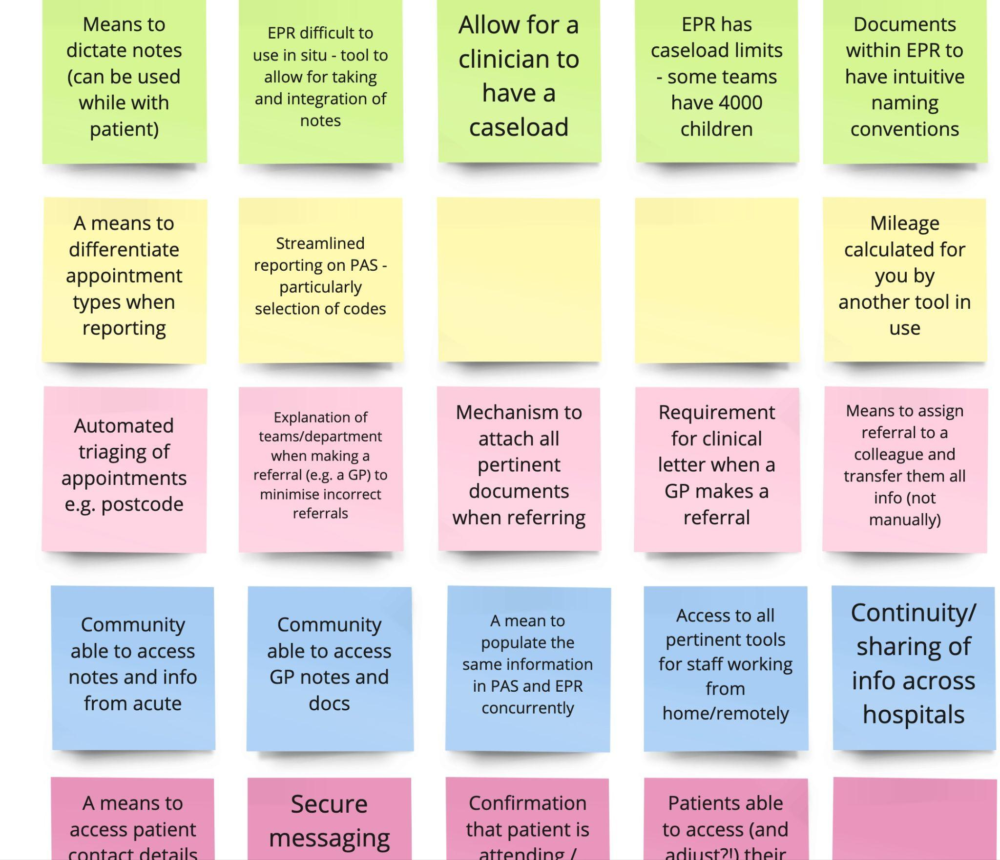 Means to
dictate notes
(can be used
while with
patient)
EPR difficult to
use in situ - tool to
allow for taking
and integration of
notes
Allow for a
clinician to
have a
caseload
EPR has
caseload limits
- some teams
have 4000
children
Documents
within EPR to
have intuitive
naming
conventions
A means to
differentiate
appointment
types when
reporting
Streamlined
reporting on PAS -
particularly
selection of codes
Mileage
calculated for
you by
another tool in
use
Automated
triaging of
appointments
e.g. postcode
Explanation of
teams/department
when making a
referral (e.g. a GP) to
minimise incorrect
referrals
Mechanism to
attach all
pertinent
documents
when referring
Requirement
for clinical
letter when a
GP makes a
referral
Means to assign
referral to a
colleague and
transfer them all
info (not
manually)
Community
able to access
notes and info
from acute
Community
able to access
GP notes and
docs
A mean to
populate the
same information
in PAS and EPR
concurrently
Access to all
pertinent tools
for staff working
from
home/remotely
Continuity/
sharing of
info across
hospitals
A means to
access patient
contact details
Secure
messaging
Confirmation
that patient is
attending /
Patients able
to access (and
adjust?!) their